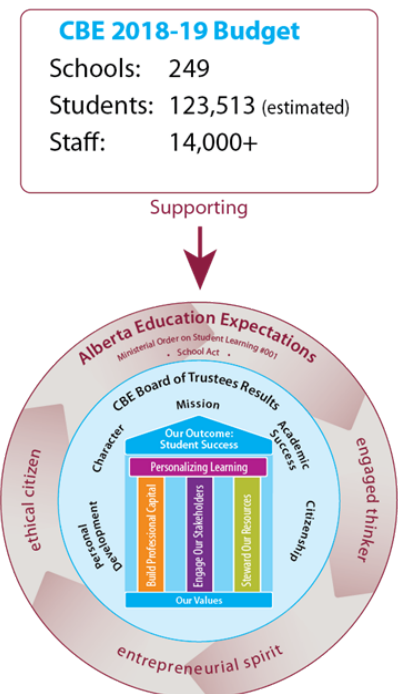 CBE 2018-19 Budget
Schools: 249
Students: 123,513 (estimated)
Staff: 14,000+
Supporting
Alberta Education Expectations
Ministerial Order on Student Learning #001
• School Act •
CBE Board of Trustees Results
Mission
Character
Academic Success
Our Outcome:
Student Success
Personalizing Learning
Build Professional Capital
Engage Our Stakeholders
Steward Our Resources
Personal Development
Citizenship
Our Values
ethical citizen
engaged thinker
entrepreneurial spirit